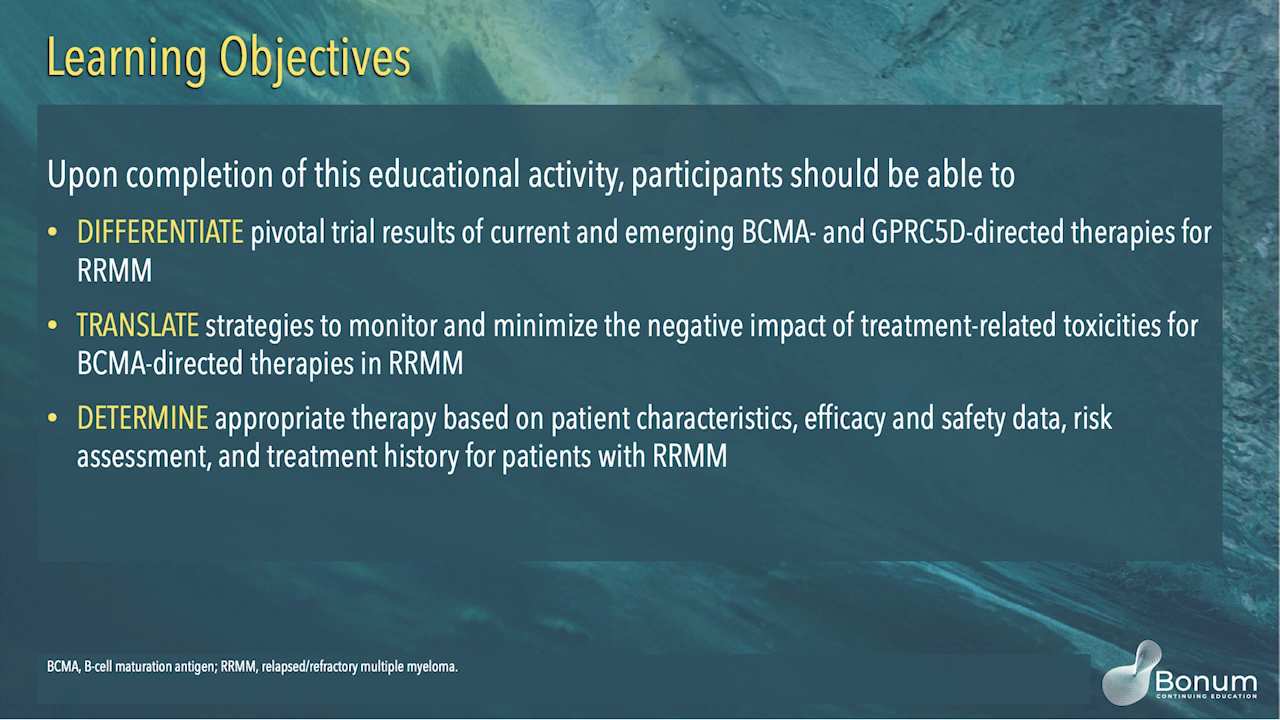 Learning Objectives
Upon completion of this educational activity, participants should be able to
• DIFFERENTIATE pivotal trial results of current and emerging BCMA- and GPRC5D-directed therapies for
RRMM
• TRANSLATE strategies to monitor and minimize the negative impact of treatment-related toxicities for
BCMA-directed therapies in RRMM
• DETERMINE appropriate therapy based on patient characteristics, efficacy and safety data, risk
assessment, and treatment history for patients with RRMM
BCMA, B-cell maturation antigen; RRMM, relapsed/refractory multiple myeloma.
Bonum
CONTINUING EDUCATION